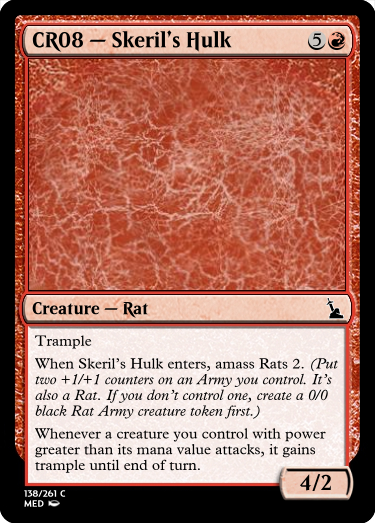 CR08 — Skeril's Hulk 5
Creature — Rat
Trample
When Skeril's Hulk enters, amass Rats 2. (Put
two +1/+1 counters on an Army you control. It's
also a Rat. If you don't control one, create a 0/0
black Rat Army creature token first.)
Whenever a creature you control with power
greater than its mana value attacks, it gains
trample until end of turn.
4/2
138/261 C
MED